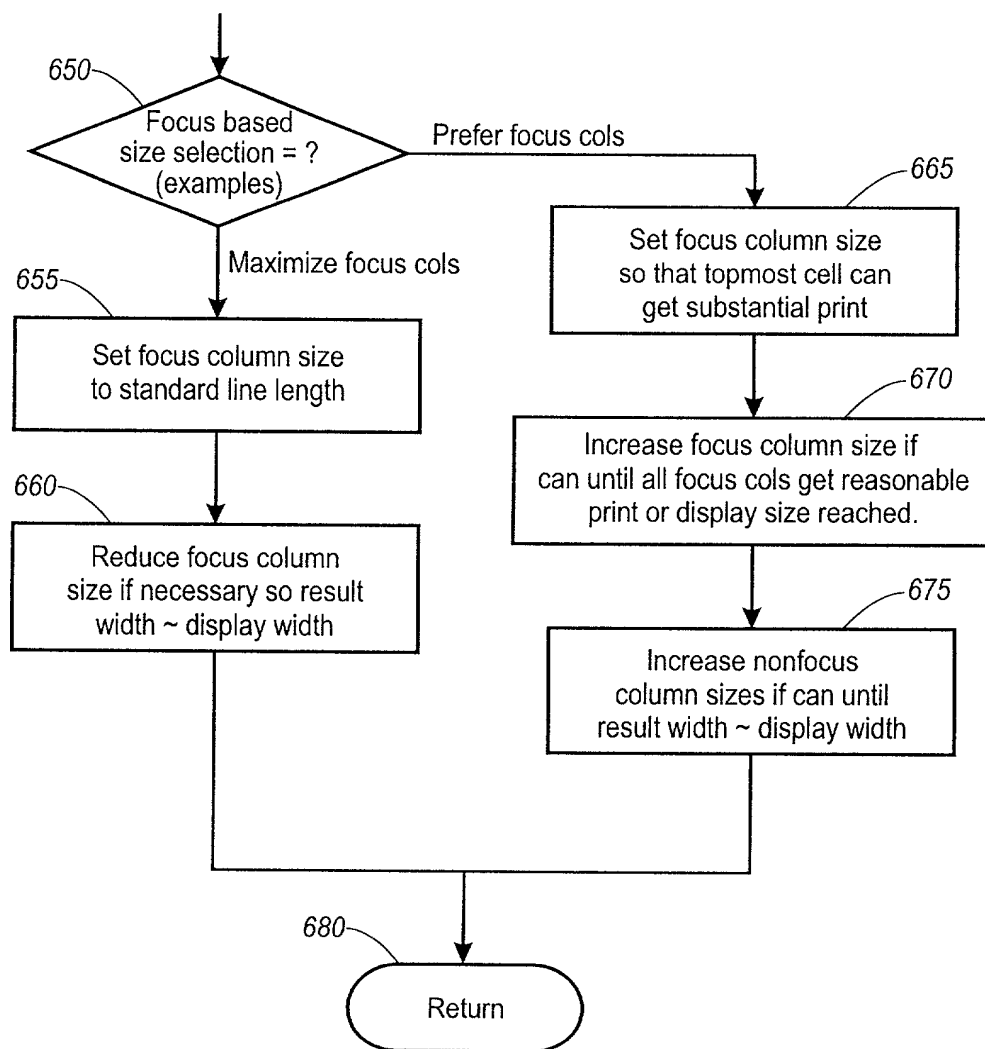 650
Focus based
size selection = ?
(examples)
Prefer focus cols
Maximize focus cols
655
Set focus column size
to standard line length
660
Reduce focus column
size if necessary so result
width ~ display width
665
Set focus column size
so that topmost cell can
get substantial print
670
Increase focus column size if
can until all focus cols get reasonable
print or display size reached.
675
Increase nonfocus
column sizes if can until
result width ~ display width
680
Return